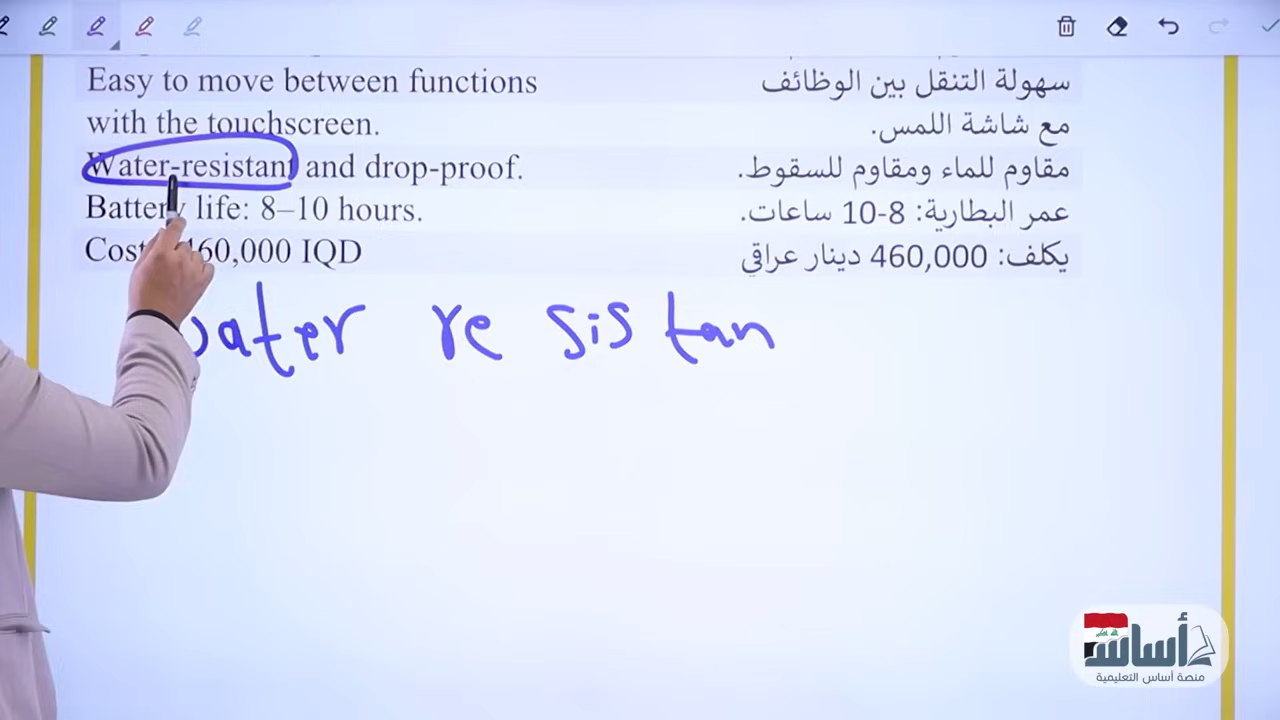 Easy to move between functions
سهولة التنقل بين الوظائف
with the touchscreen.
مع شاشة اللمس.
Water-resistant and drop-proof.
مقاوم للماء ومقاوم للسقوط.
Battery life: 8–10 hours.
عمر البطارية: 8-10 ساعات.
Cost 460,000 IQD
يكلف: 460,000 دينار عراقي
water re sis tan
أساس
منصة أساس التعليمية